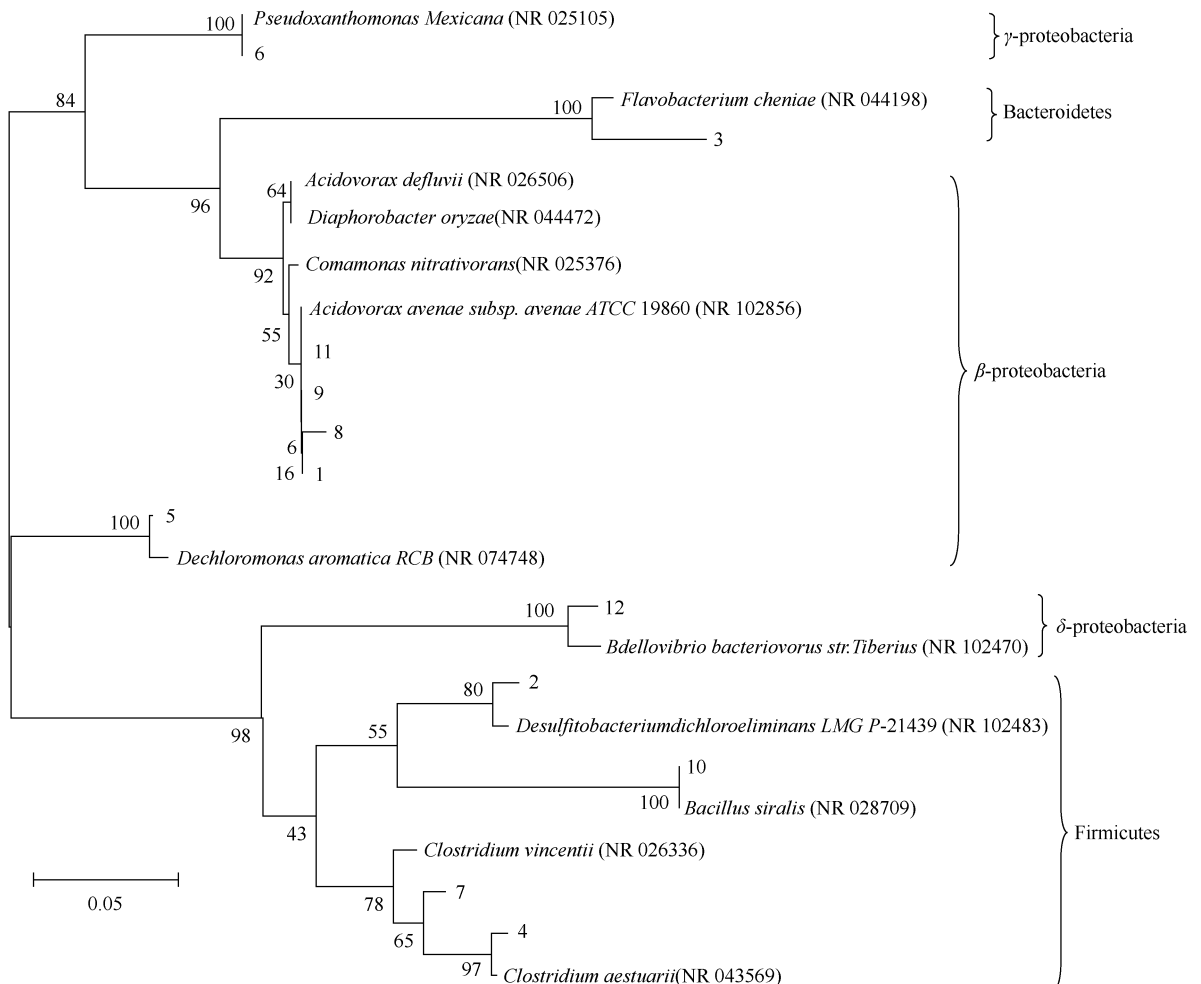 100 Pseudoxanthomonas Mexicana (NR 025105)
γ-proteobacteria
6
84
100 Flavobacterium cheniae (NR 044198)
Bacteroidetes
3
Acidovorax defluvii (NR 026506)
64
96
Diaphorobacter oryzae(NR 044472)
Comamonas nitrativorans(NR 025376)
92
Acidovorax avenae subsp. avenae ATCC 19860 (NR 102856)
55
11
β-proteobacteria
30
9
8
6
16 1
5
100
Dechloromonas aromatica RCB (NR 074748)
100 12
δ-proteobacteria
Bdellovibrio bacteriovorus str.Tiberius (NR 102470)
80 2
Desulfitobacteriumdichloroeliminans LMG P-21439 (NR 102483)
98 55
10
100 Bacillus siralis (NR 028709)
43
Firmicutes
Clostridium vincentii (NR 026336)
7
0.05
78
4
65
97 Clostridium aestuarii(NR 043569)